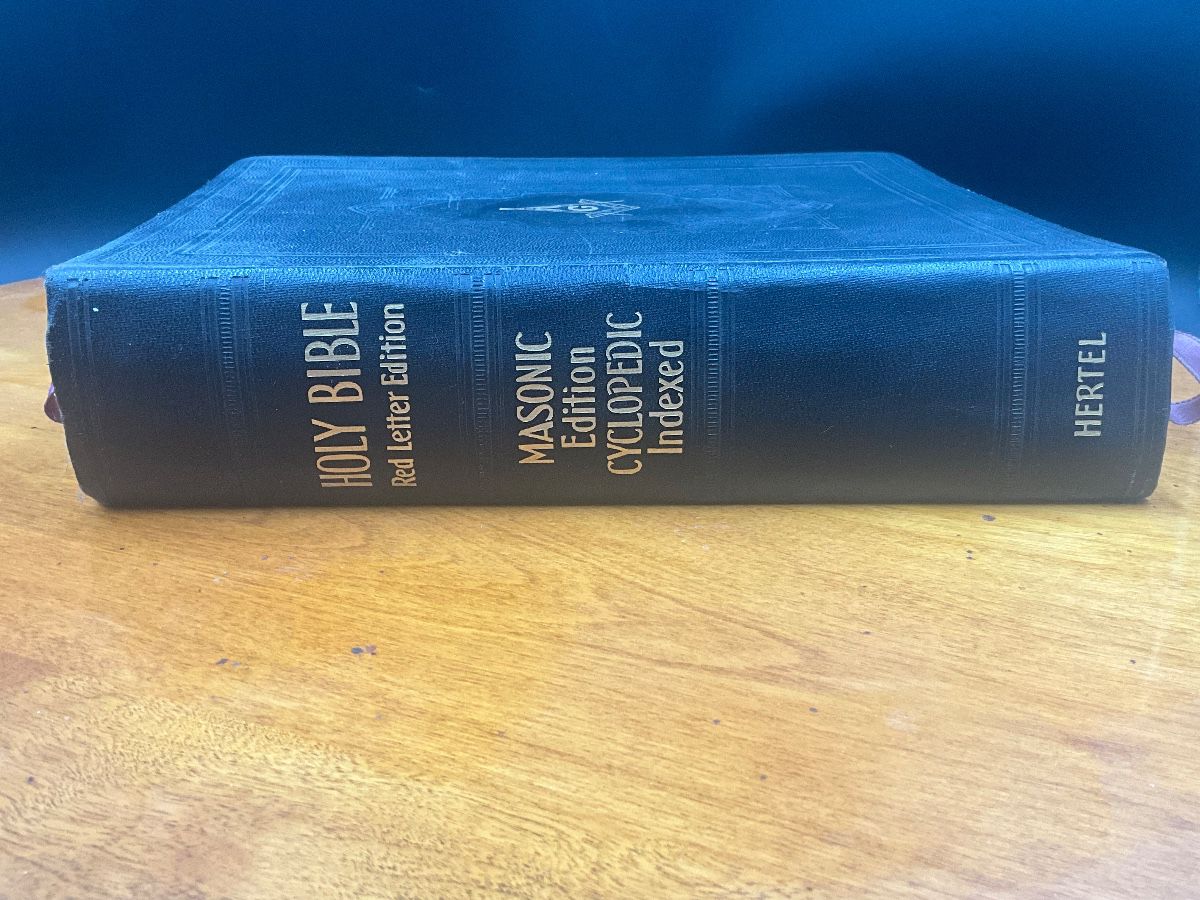 HOLY BIBLE
Red Letter Edition
MASONIC
Edition
CYCLOPEDIC
Indexed
HERTEL
G